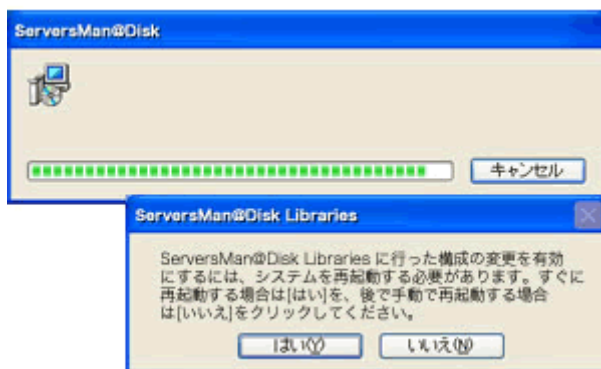 ServersMan@Disk
キャンセル
ServersMan@Disk Libraries
ServersMan@Disk Libraries に行った構成の変更を有効
にするには、システムを再起動する必要があります。すぐに
再起動する場合は[はい]を、後で手動で再起動する場合
は[いいえ]をクリックしてください。
はい(Y)
いいえ(N)